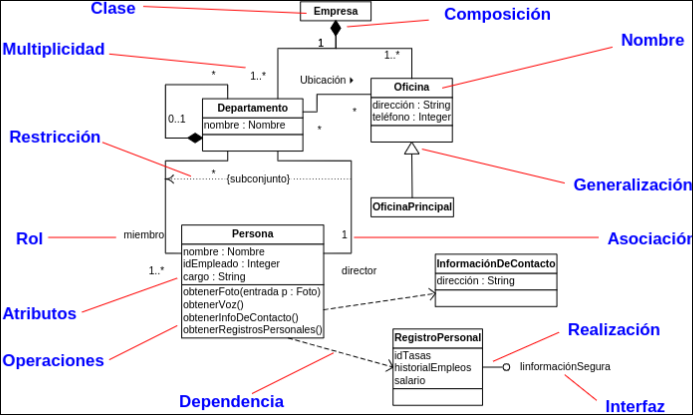 Clase
Empresa
Composición
Multiplicidad
1
1..*
1..*
Nombre
Ubicación
*
Oficina
dirección : String
teléfono : Integer
Departamento
nombre : Nombre
0..1
*
*
Restricción
*
{subconjunto}
Generalización
OficinaPrincipal
Rol
miembro
Persona
1
Asociación
nombre : Nombre
idEmpleado : Integer
cargo : String
1..*
director
InformaciónDeContacto
dirección : String
Atributos
obtenerFoto(entrada p : Foto)
obtenerVoz()
obtenerInfoDeContacto()
obtenerRegistrosPersonales()
Operaciones
RegistroPersonal
Realización
idTasas
historialEmpleos
salario
IinformaciónSegura
Dependencia
Interfaz